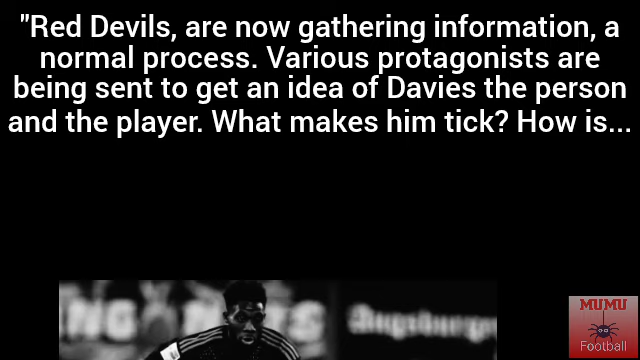 "Red Devils, are now gathering information, a
normal process. Various protagonists are
being sent to get an idea of Davies the person
and the player. What makes him tick? How is...
Augsburger
MUMU
Football